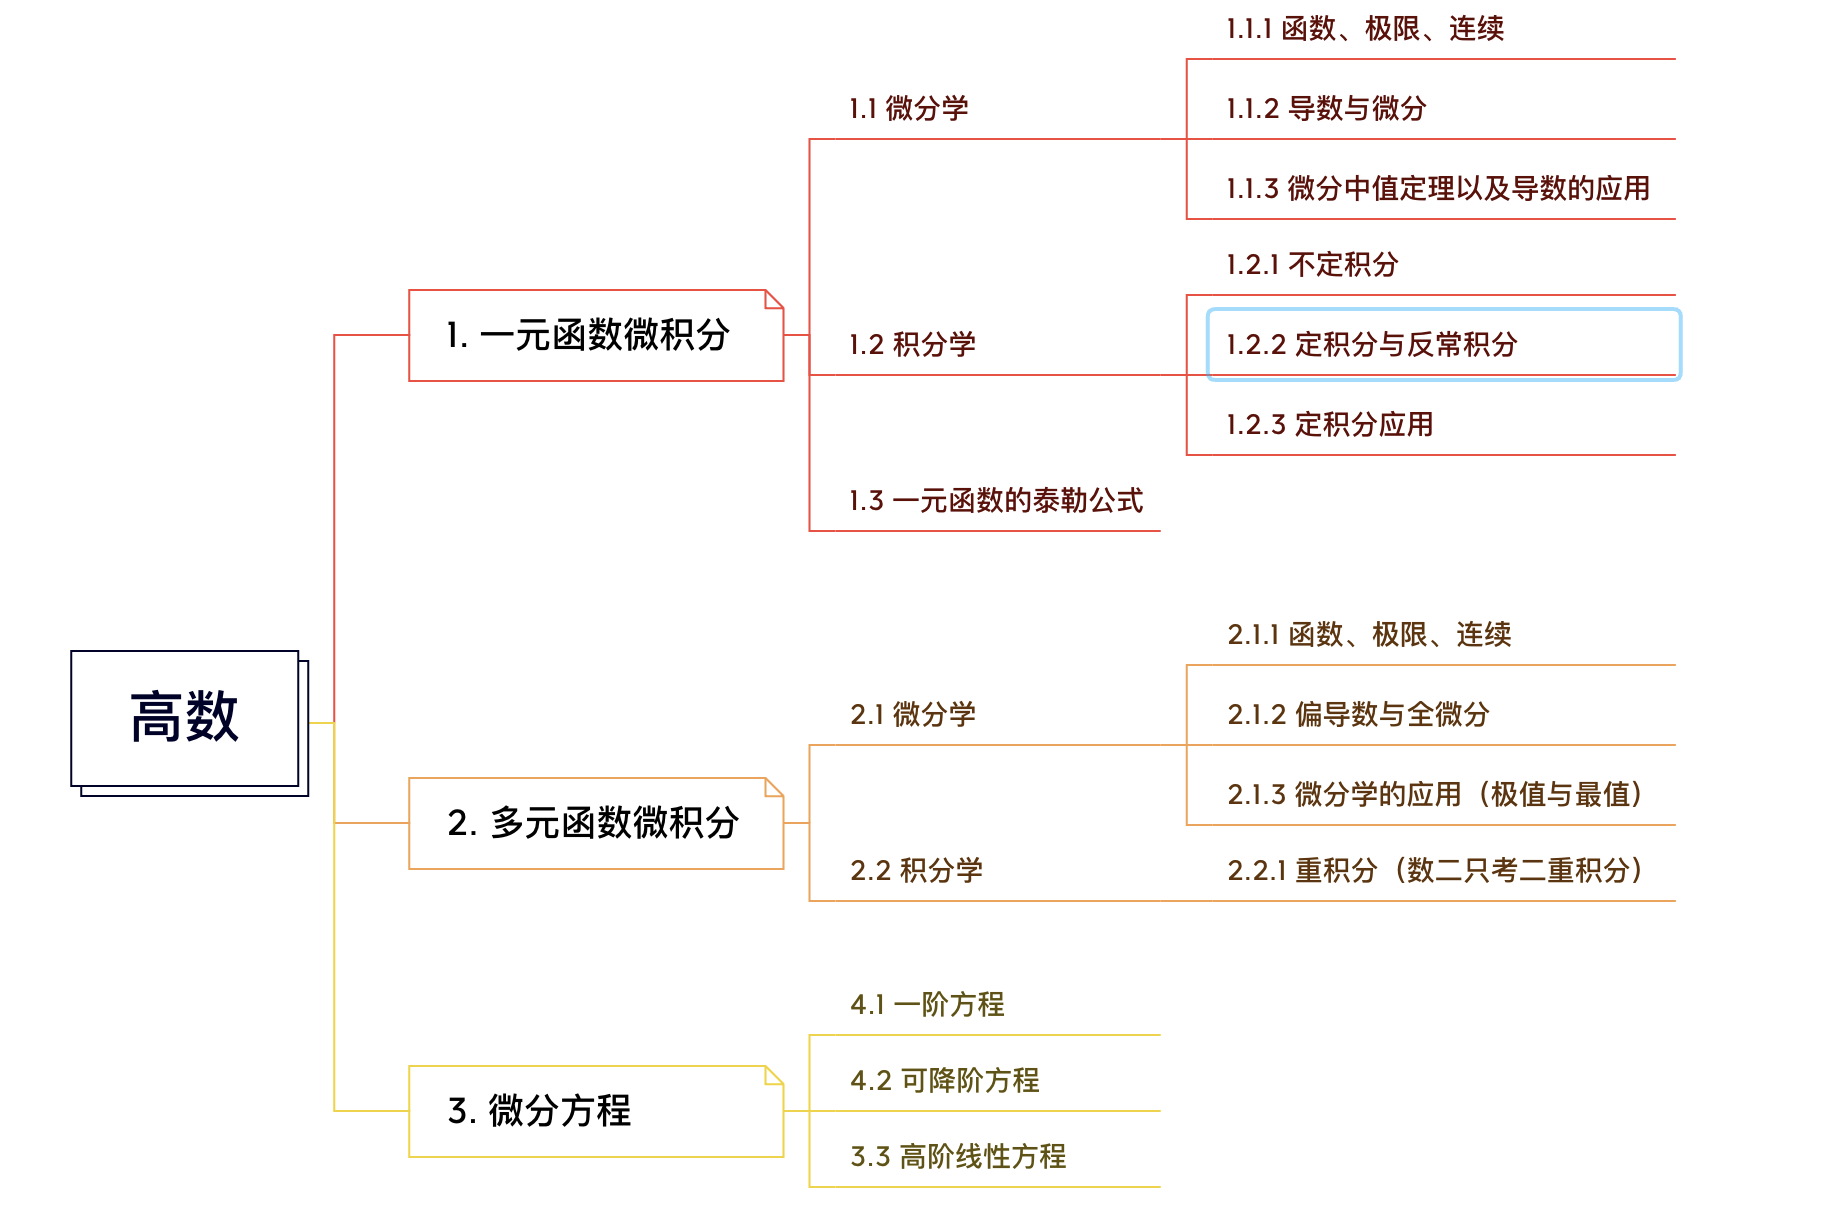 高数
1. 一元函数微积分
1.1 微分学
1.1.1 函数、极限、连续
1.1.2 导数与微分
1.1.3 微分中值定理以及导数的应用
1.2 积分学
1.2.1 不定积分
1.2.2 定积分与反常积分
1.2.3 定积分应用
1.3 一元函数的泰勒公式
2. 多元函数微积分
2.1 微分学
2.1.1 函数、极限、连续
2.1.2 偏导数与全微分
2.1.3 微分学的应用（极值与最值）
2.2 积分学
2.2.1 重积分（数二只考二重积分）
3. 微分方程
4.1 一阶方程
4.2 可降阶方程
3.3 高阶线性方程